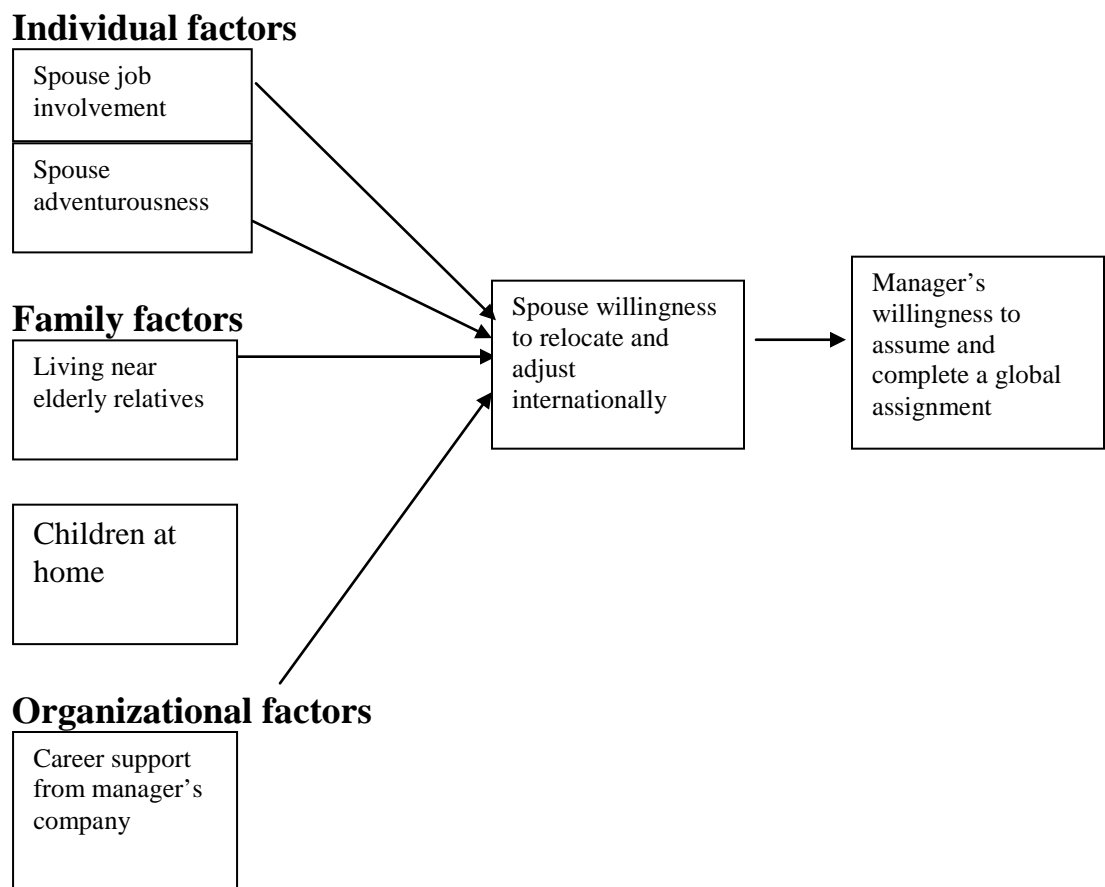 Individual factors
Spouse job
involvement
Spouse
adventurousness
Family factors
Living near
elderly relatives
Children at
home
Organizational factors
Career support
from manager’s
company
Spouse willingness
to relocate and
adjust
internationally
Manager’s
willingness to
assume and
complete a global
assignment